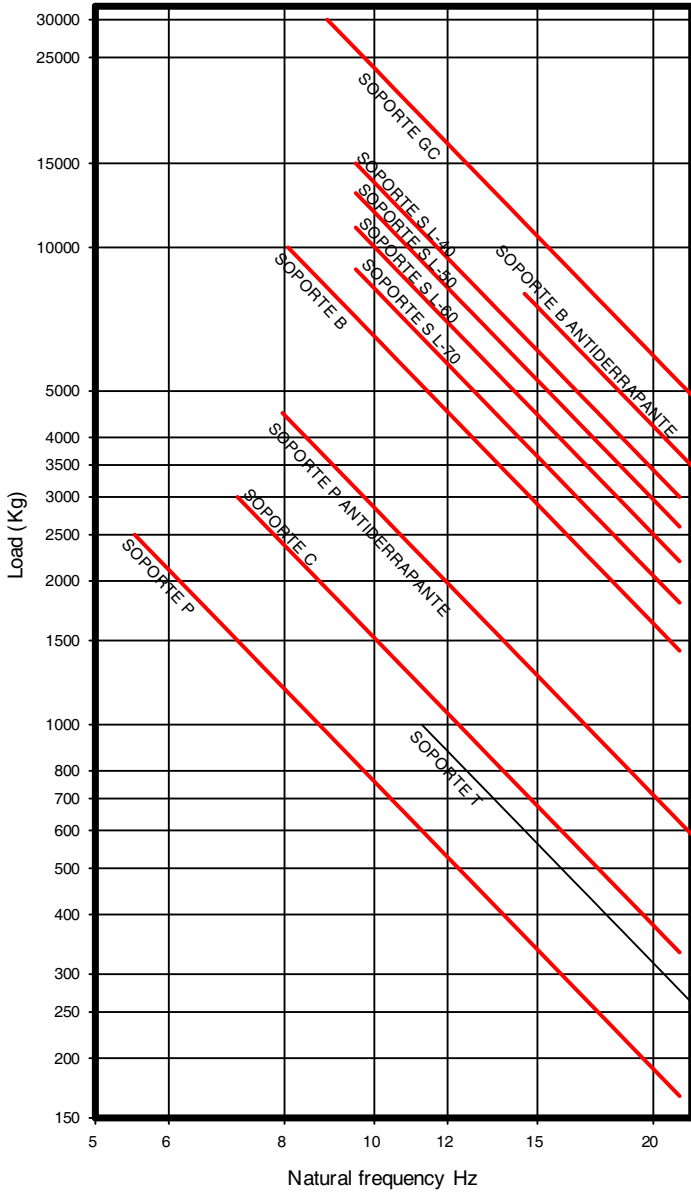 30000
25000
15000
10000
5000
4000
3500
3000
2500
2000
1500
1000
800
700
600
500
400
300
250
200
150
Load (Kg)
SOPORTE GC
SOPORTE S L-40
SOPORTE S L-50
SOPORTE S L-60
SOPORTE S L-70
SOPORTE B ANTIDERRAPANTE
SOPORTE B
SOPORTE P ANTIDERRAPANTE
SOPORTE C
SOPORTE P
SOPORTE T
5 6 8 10 12 15 20
Natural frequency Hz